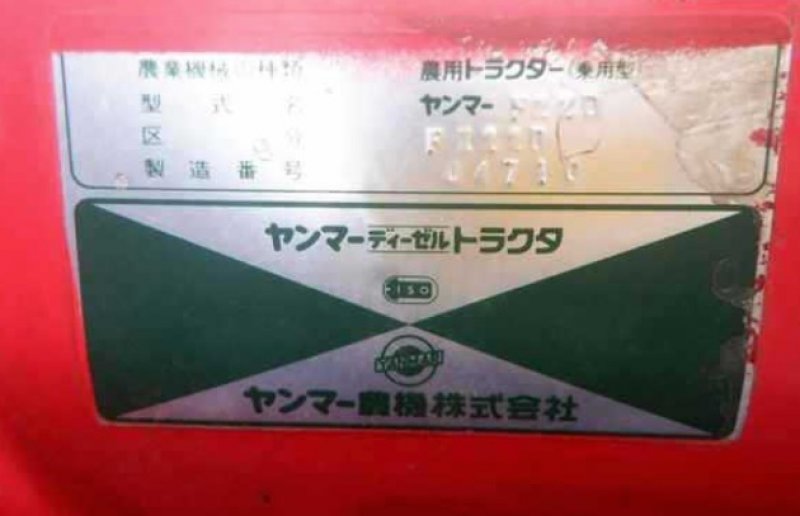 農業機械の種類 農用トラクター(乗用型)
型式名 ヤンマー
区分
製造番号 04710
ヤンマーディーゼルトラクタ
ISO
YANMAR
ヤンマー農機株式会社